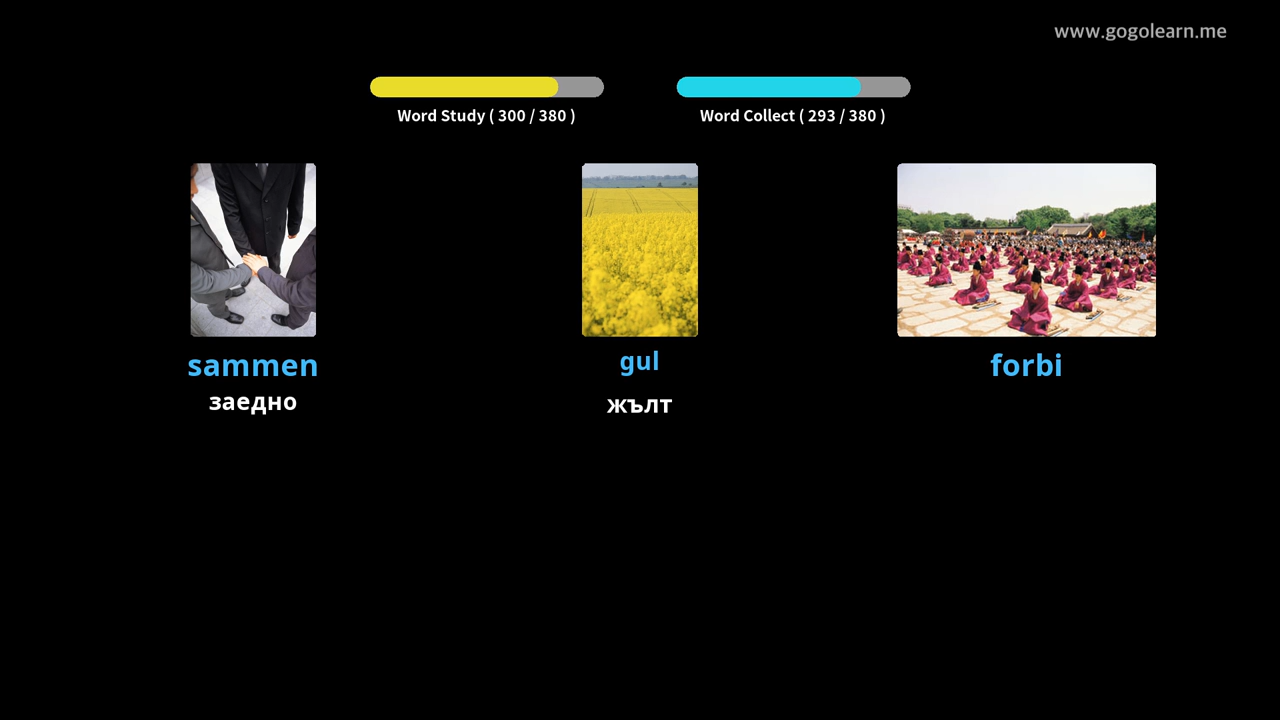 www.gogolearn.me
Word Study ( 300 / 380 )
Word Collect ( 293 / 380 )
sammen
заедно
gul
жълт
forbi